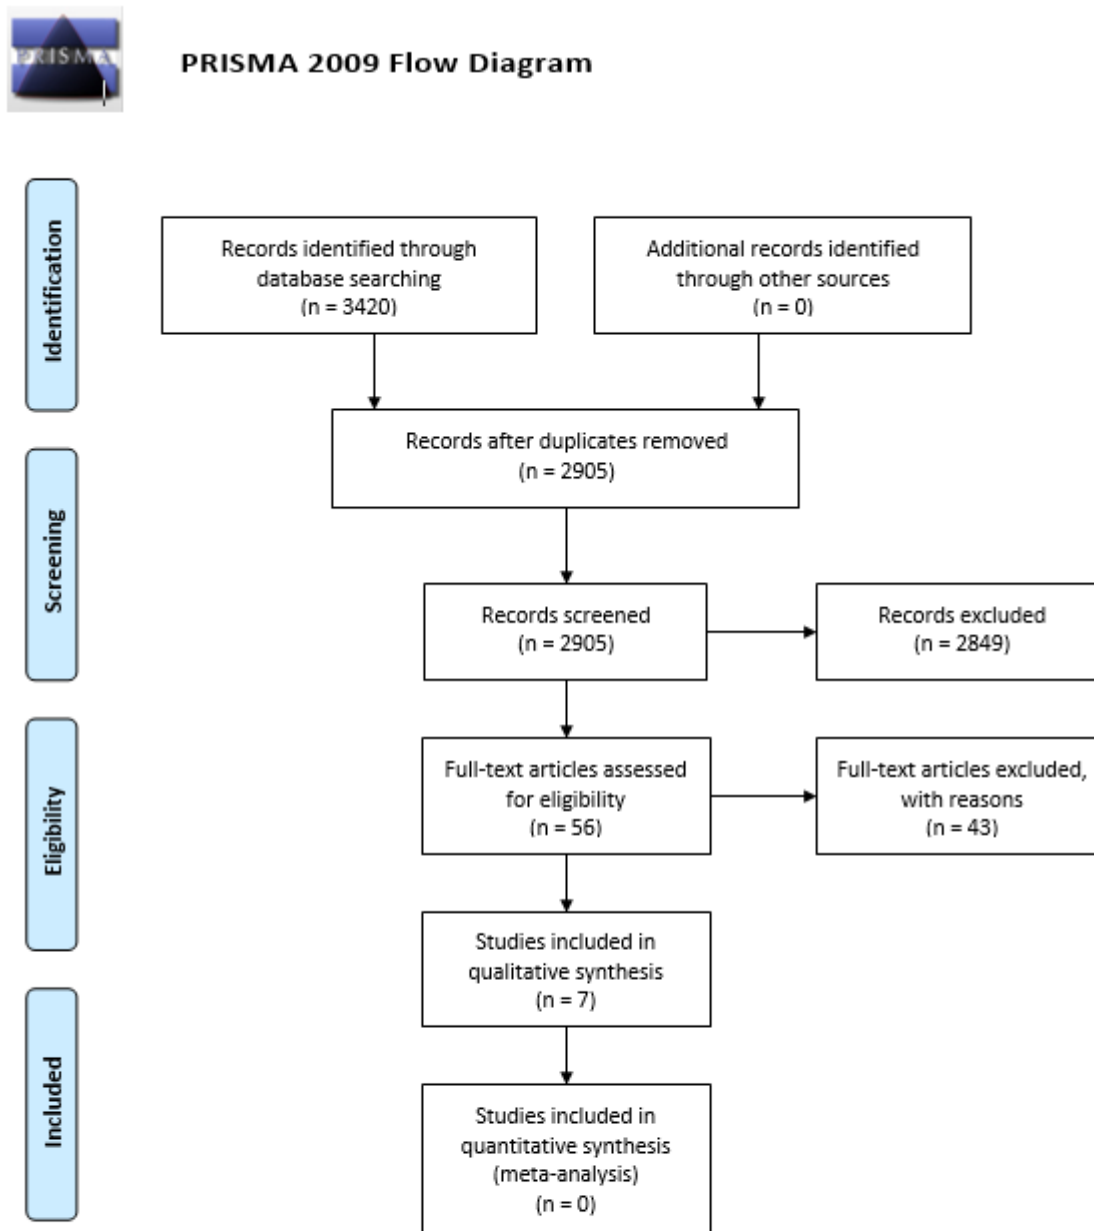 PRISMA
PRISMA 2009 Flow Diagram
Identification
Records identified through
database searching
(n = 3420)
Additional records identified
through other sources
(n = 0)
Records after duplicates removed
(n = 2905)
Screening
Records screened
(n = 2905)
Records excluded
(n = 2849)
Eligibility
Full-text articles assessed
for eligibility
(n = 56)
Full-text articles excluded,
with reasons
(n = 43)
Studies included in
qualitative synthesis
(n = 7)
Included
Studies included in
quantitative synthesis
(meta-analysis)
(n = 0)